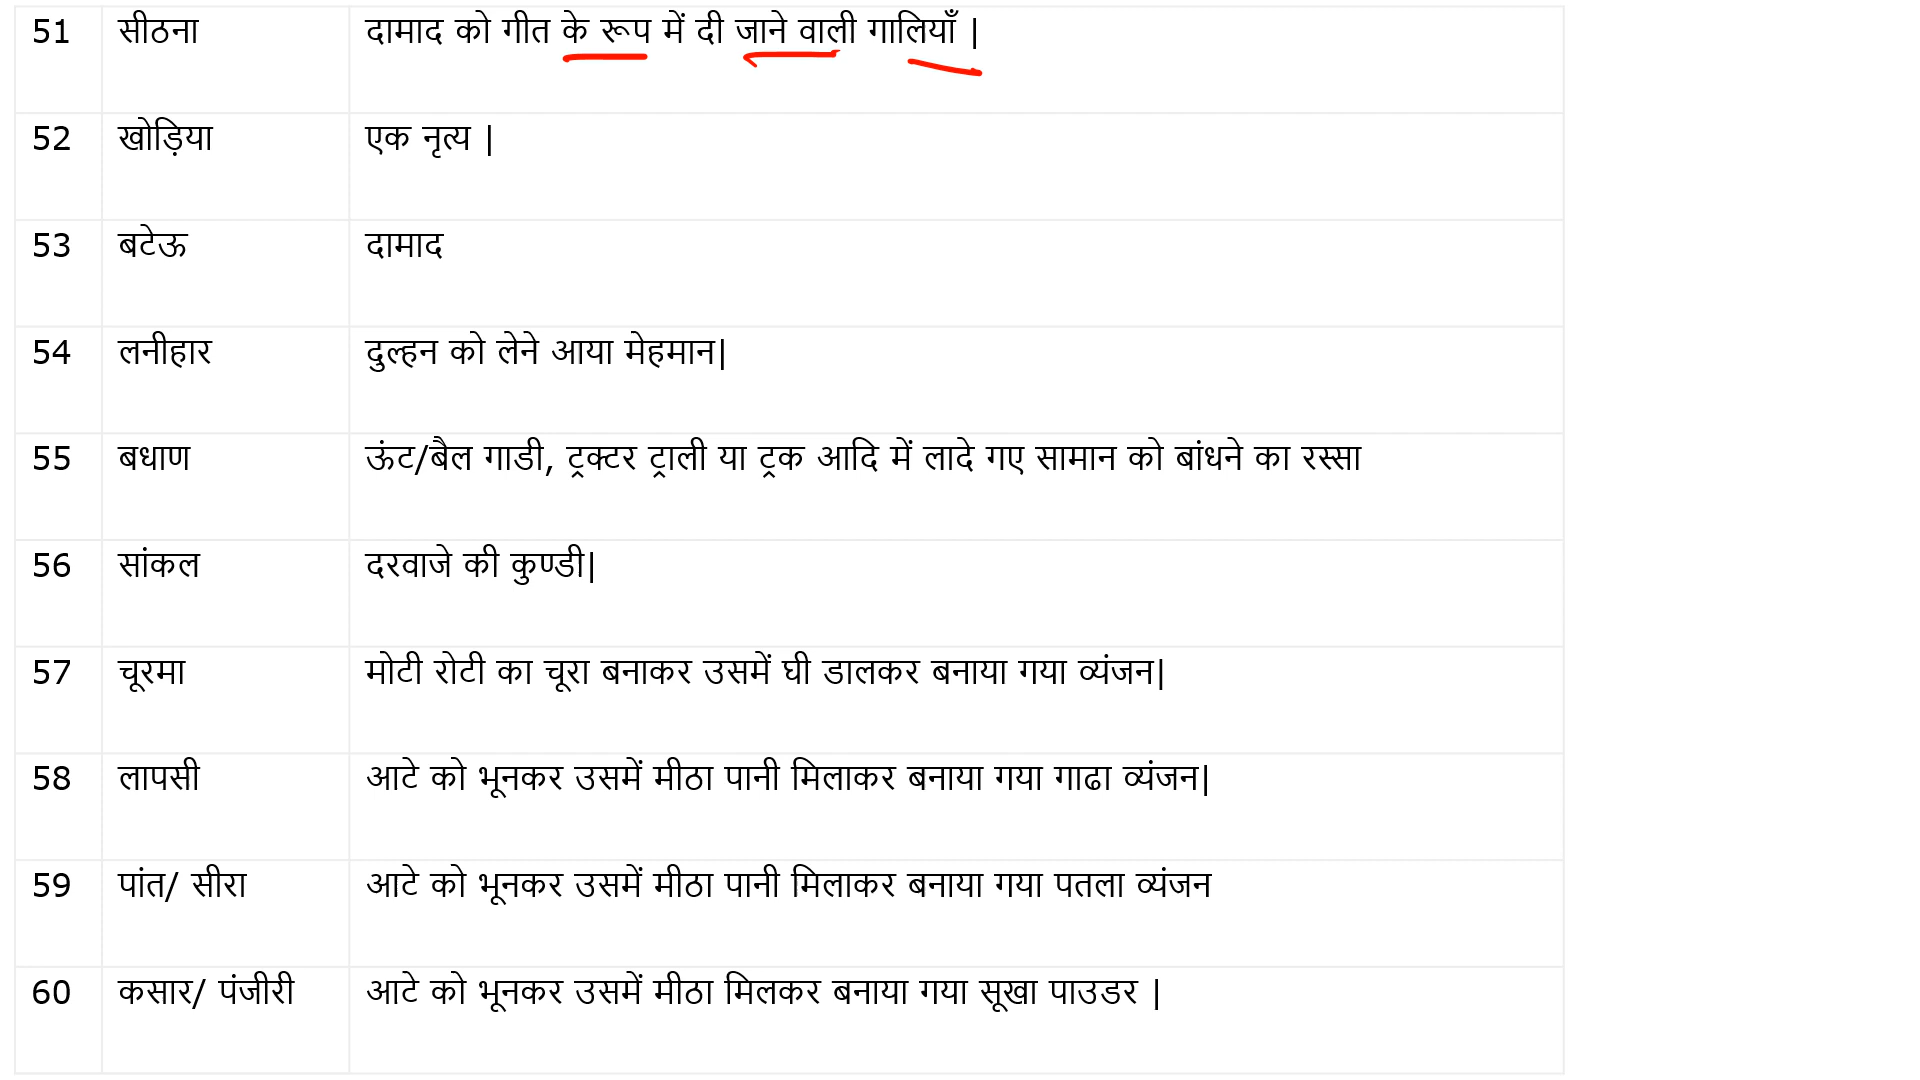 51 सीठना दामाद को गीत के रूप में दी जाने वाली गालियाँ |
52 खोड़िया एक नृत्य |
53 बटेऊ दामाद
54 लनीहार दुल्हन को लेने आया मेहमान|
55 बधाण ऊंट/बैल गाडी, ट्रक्टर ट्राली या ट्रक आदि में लादे गए सामान को बांधने का रस्सा
56 सांकल दरवाजे की कुण्डी|
57 चूरमा मोटी रोटी का चूरा बनाकर उसमें घी डालकर बनाया गया व्यंजन|
58 लापसी आटे को भूनकर उसमें मीठा पानी मिलाकर बनाया गया गाढा व्यंजन|
59 पांत/ सीरा आटे को भूनकर उसमें मीठा पानी मिलाकर बनाया गया पतला व्यंजन
60 कसार/ पंजीरी आटे को भूनकर उसमें मीठा मिलकर बनाया गया सूखा पाउडर |